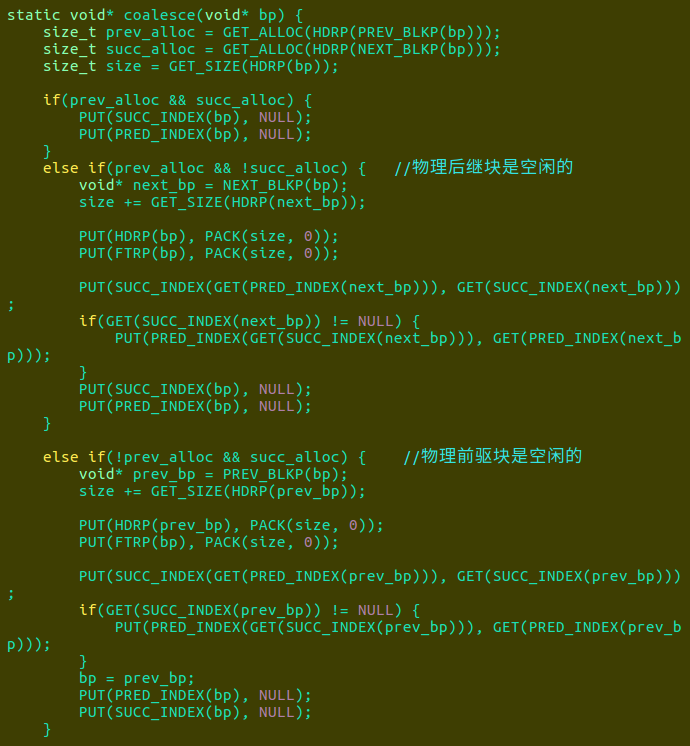 static void* coalesce(void* bp) {
    size_t prev_alloc = GET_ALLOC(HDRP(PREV_BLKP(bp)));
    size_t succ_alloc = GET_ALLOC(HDRP(NEXT_BLKP(bp)));
    size_t size = GET_SIZE(HDRP(bp));

    if(prev_alloc && succ_alloc) {
        PUT(SUCC_INDEX(bp), NULL);
        PUT(PRED_INDEX(bp), NULL);
    }
    else if(prev_alloc && !succ_alloc) {   //物理后继块是空闲的
        void* next_bp = NEXT_BLKP(bp);
        size += GET_SIZE(HDRP(next_bp));

        PUT(HDRP(bp), PACK(size, 0));
        PUT(FTRP(bp), PACK(size, 0));

        PUT(SUCC_INDEX(GET(PRED_INDEX(next_bp))), GET(SUCC_INDEX(next_bp)))
;
        if(GET(SUCC_INDEX(next_bp)) != NULL) {
            PUT(PRED_INDEX(GET(SUCC_INDEX(next_bp))), GET(PRED_INDEX(next_b
p)));
        }
        PUT(SUCC_INDEX(bp), NULL);
        PUT(PRED_INDEX(bp), NULL);
    }

    else if(!prev_alloc && succ_alloc) {    //物理前驱块是空闲的
        void* prev_bp = PREV_BLKP(bp);
        size += GET_SIZE(HDRP(prev_bp));

        PUT(HDRP(prev_bp), PACK(size, 0));
        PUT(FTRP(bp), PACK(size, 0));

        PUT(SUCC_INDEX(GET(PRED_INDEX(prev_bp))), GET(SUCC_INDEX(prev_bp)))
;
        if(GET(SUCC_INDEX(prev_bp)) != NULL) {
            PUT(PRED_INDEX(GET(SUCC_INDEX(prev_bp))), GET(PRED_INDEX(prev_b
p)));
        }
        bp = prev_bp;
        PUT(PRED_INDEX(bp), NULL);
        PUT(SUCC_INDEX(bp), NULL);
    }